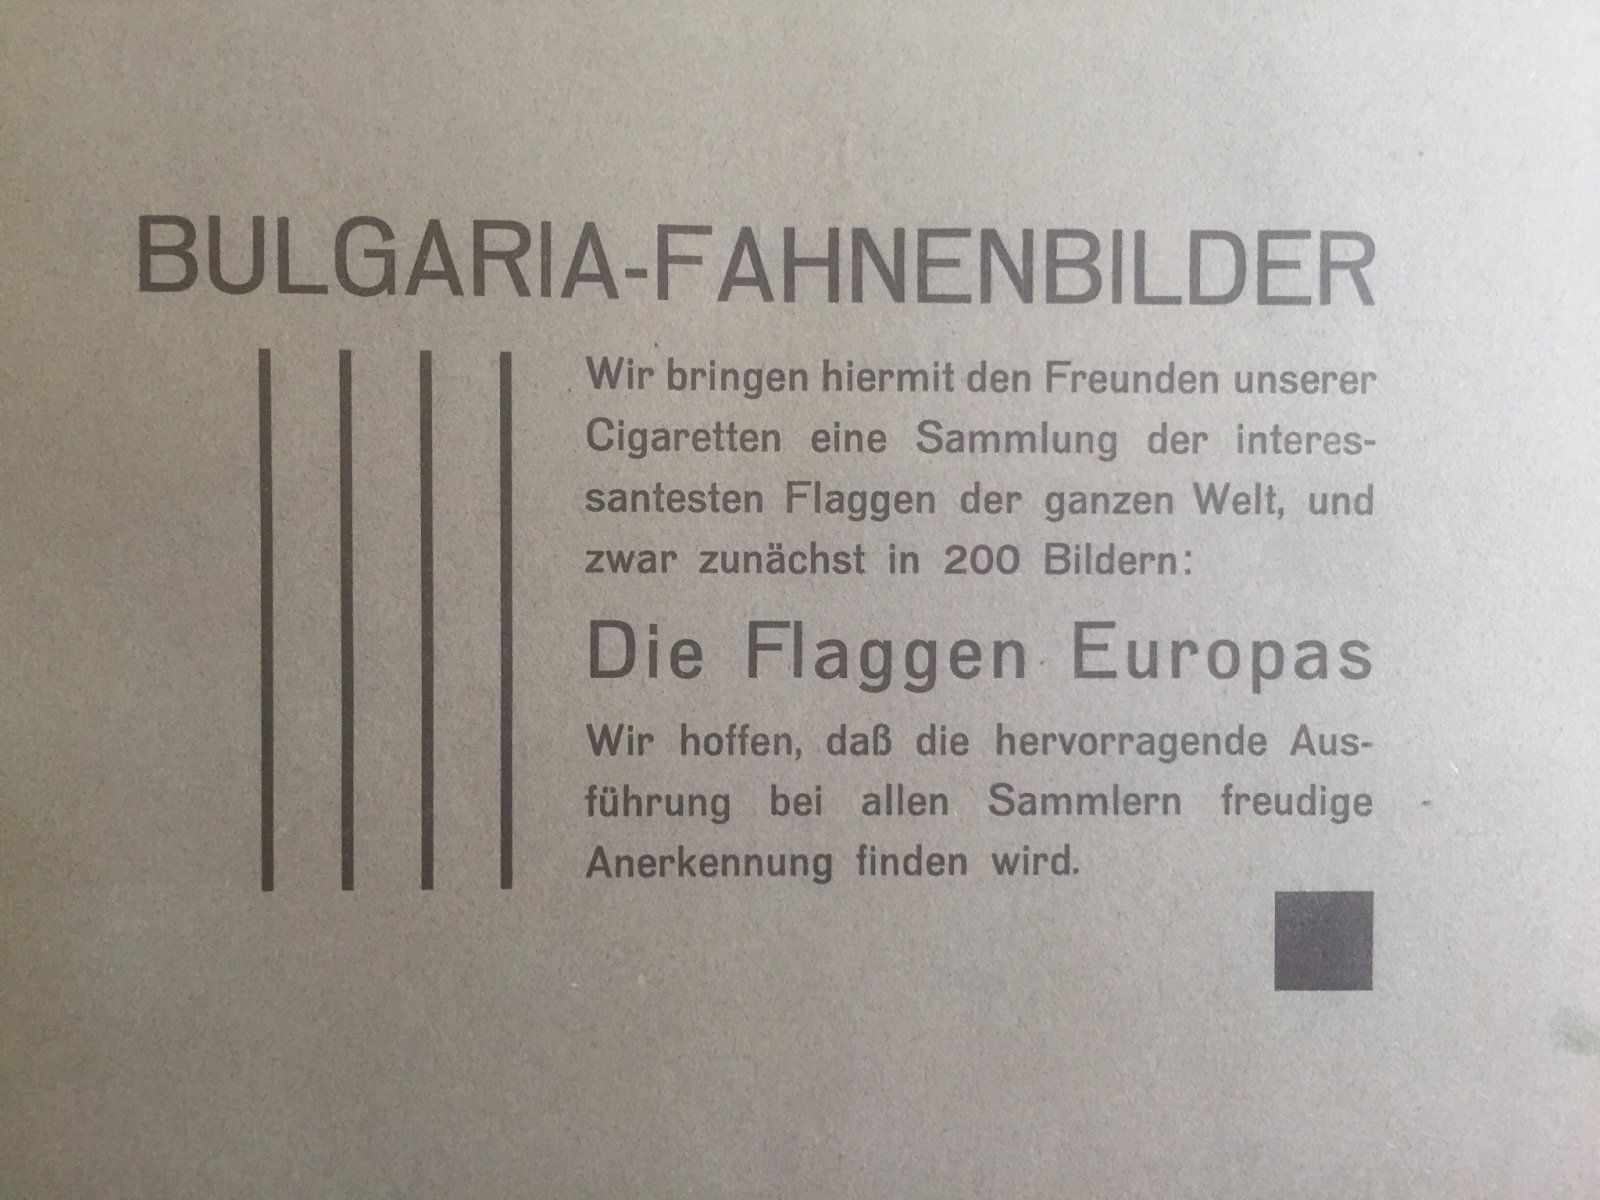 BULGARIA-FAHNENBILDER
Wir bringen hiermit den Freunden unserer
Cigaretten eine Sammlung der interes-
santesten Flaggen der ganzen Welt, und
zwar zunächst in 200 Bildern:
Die Flaggen Europas
Wir hoffen, daß die hervorragende Aus-
führung bei allen Sammlern freudige
Anerkennung finden wird.